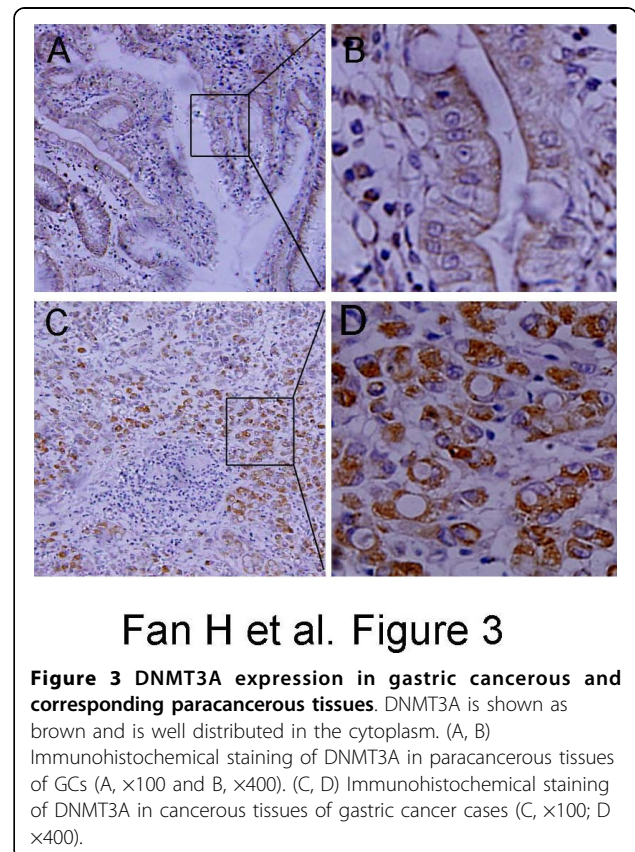 A
B
C
D
Fan H et al. Figure 3
Figure 3 DNMT3A expression in gastric cancerous and
corresponding paracancerous tissues. DNMT3A is shown as
brown and is well distributed in the cytoplasm. (A, B)
Immunohistochemical staining of DNMT3A in paracancerous tissues
of GCs (A, ×100 and B, ×400). (C, D) Immunohistochemical staining
of DNMT3A in cancerous tissues of gastric cancer cases (C, ×100; D
×400).